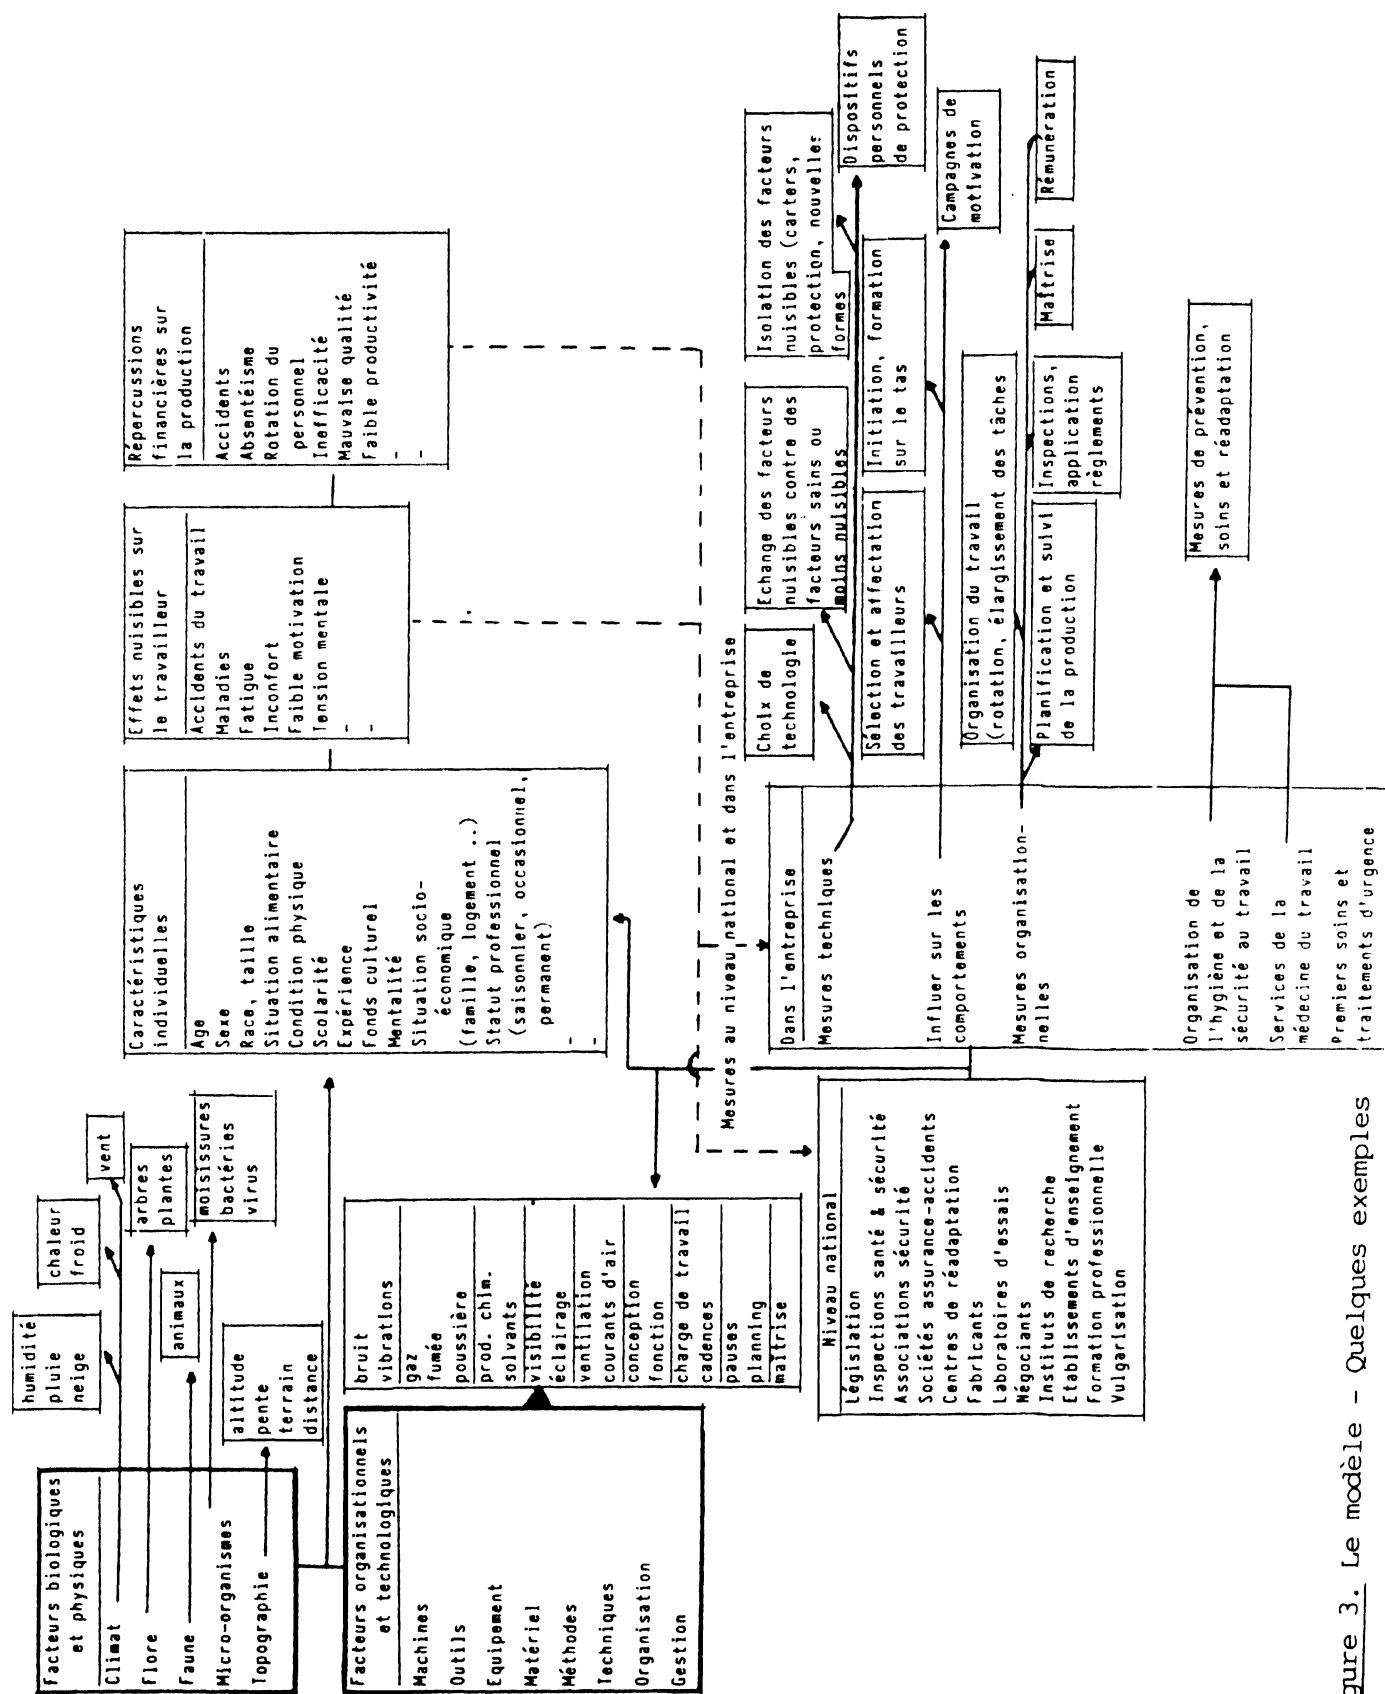 Facteurs biologiques
et physiques
Climat
Flore
Faune
Micro-organismes
Topographie
humidité
pluie
neige
chaleur
froid
vent
arbres
plantes
animaux
moisissures
bactéries
virus
altitude
pente
terrain
distance
Facteurs organisationnels
et technologiques
Machines
Outils
Equipement
Matériel
Méthodes
Techniques
Organisation
Gestion
bruit
vibrations
gaz
fumée
poussière
prod. chim.
solvants
visibilité
éclairage
ventilation
courants d'air
conception
fonction
charge de travail
cadences
pauses
planning
maîtrise
Caractéristiques
individuelles
Age
Sexe
Race, taille
Situation alimentaire
Condition physique
Scolarité
Expérience
Fonds culturel
Mentalité
Situation socio-
économique
(famille, logement ..)
Statut professionnel
(saisonnier, occasionnel,
permanent)
-
-
Effets nuisibles sur
le travailleur
Accidents du travail
Maladies
Fatigue
Inconfort
Faible motivation
Tension mentale
-
-
Répercussions
financières sur
la production
Accidents
Absentéisme
Rotation du
personnel
Inefficacité
Mauvaise qualité
Faible productivité
-
-
Mesures au niveau national et dans l'entreprise
Niveau national
Législation
Inspections santé & sécurité
Associations sécurité
Sociétés assurance-accidents
Centres de réadaptation
Fabricants
Laboratoires d'essais
Négociants
Instituts de recherche
Etablissements d'enseignement
Formation professionnelle
Vulgarisation
Dans l'entreprise
Mesures techniques
Influer sur les
comportements
Mesures organisation-
nelles
Organisation de
l'hygiène et de la
sécurité au travail
Services de la
médecine du travail
Premiers soins et
traitements d'urgence
Choix de
technologie
Echange des facteurs
nuisibles contre des
facteurs sains ou
moins nuisibles
Isolation des facteurs
nuisibles (carters,
protection, nouvelles
formes
Dispositifs
personnels
de protection
Sélection et affectation
des travailleurs
Initiation, formation
sur le tas
Campagnes de
motivation
Organisation du travail
(rotation, élargissement des tâches
Planification et suivi
de la production
Inspections,
application
règlements
Maîtrise
Rémunération
Mesures de prévention,
soins et réadaptation
gure 3. Le modèle - Quelques exemples